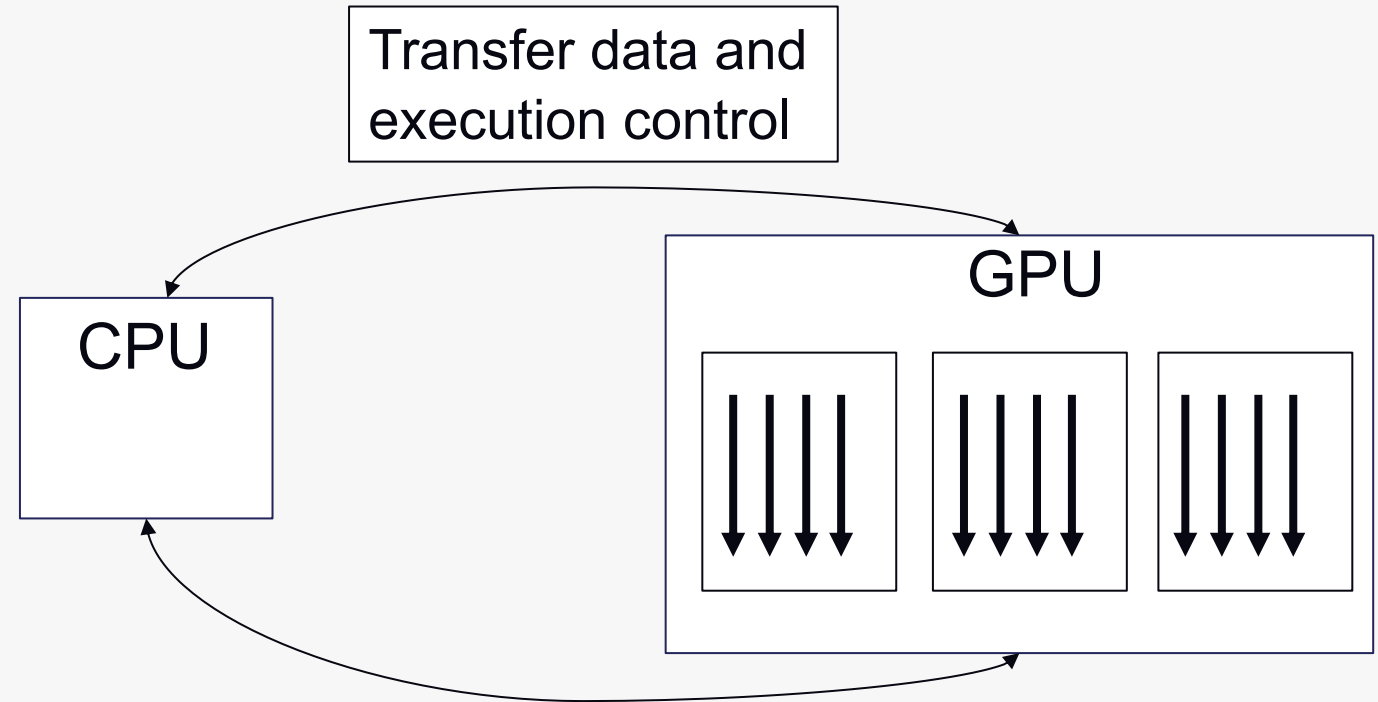 Transfer data and
execution control
GPU
CPU